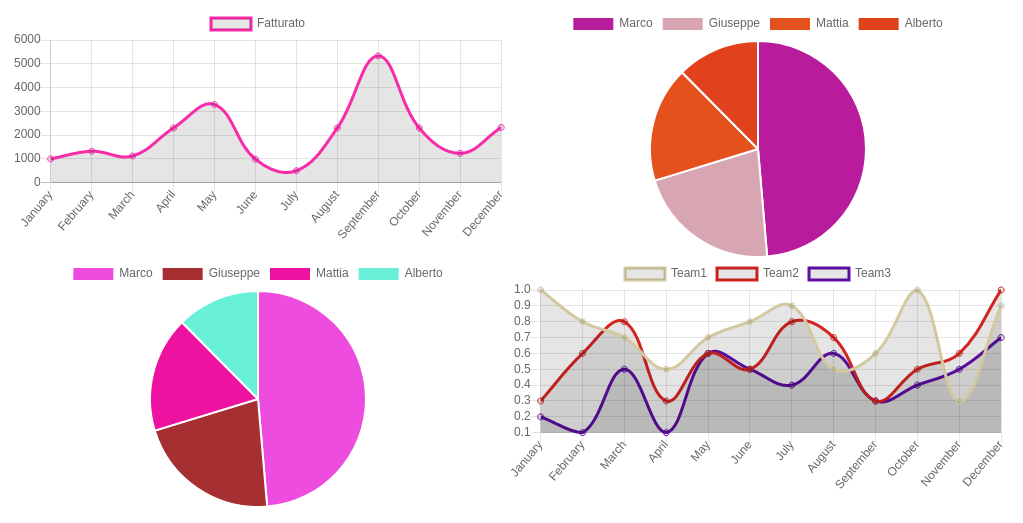 Fatturato
6000
5000
4000
3000
2000
1000
0
January February March April May June July August September October November December
Marco Giuseppe Mattia Alberto
Marco Giuseppe Mattia Alberto
Team1 Team2 Team3
1.0
0.9
0.8
0.7
0.6
0.5
0.4
0.3
0.2
0.1
January February March April May June July August September October November December